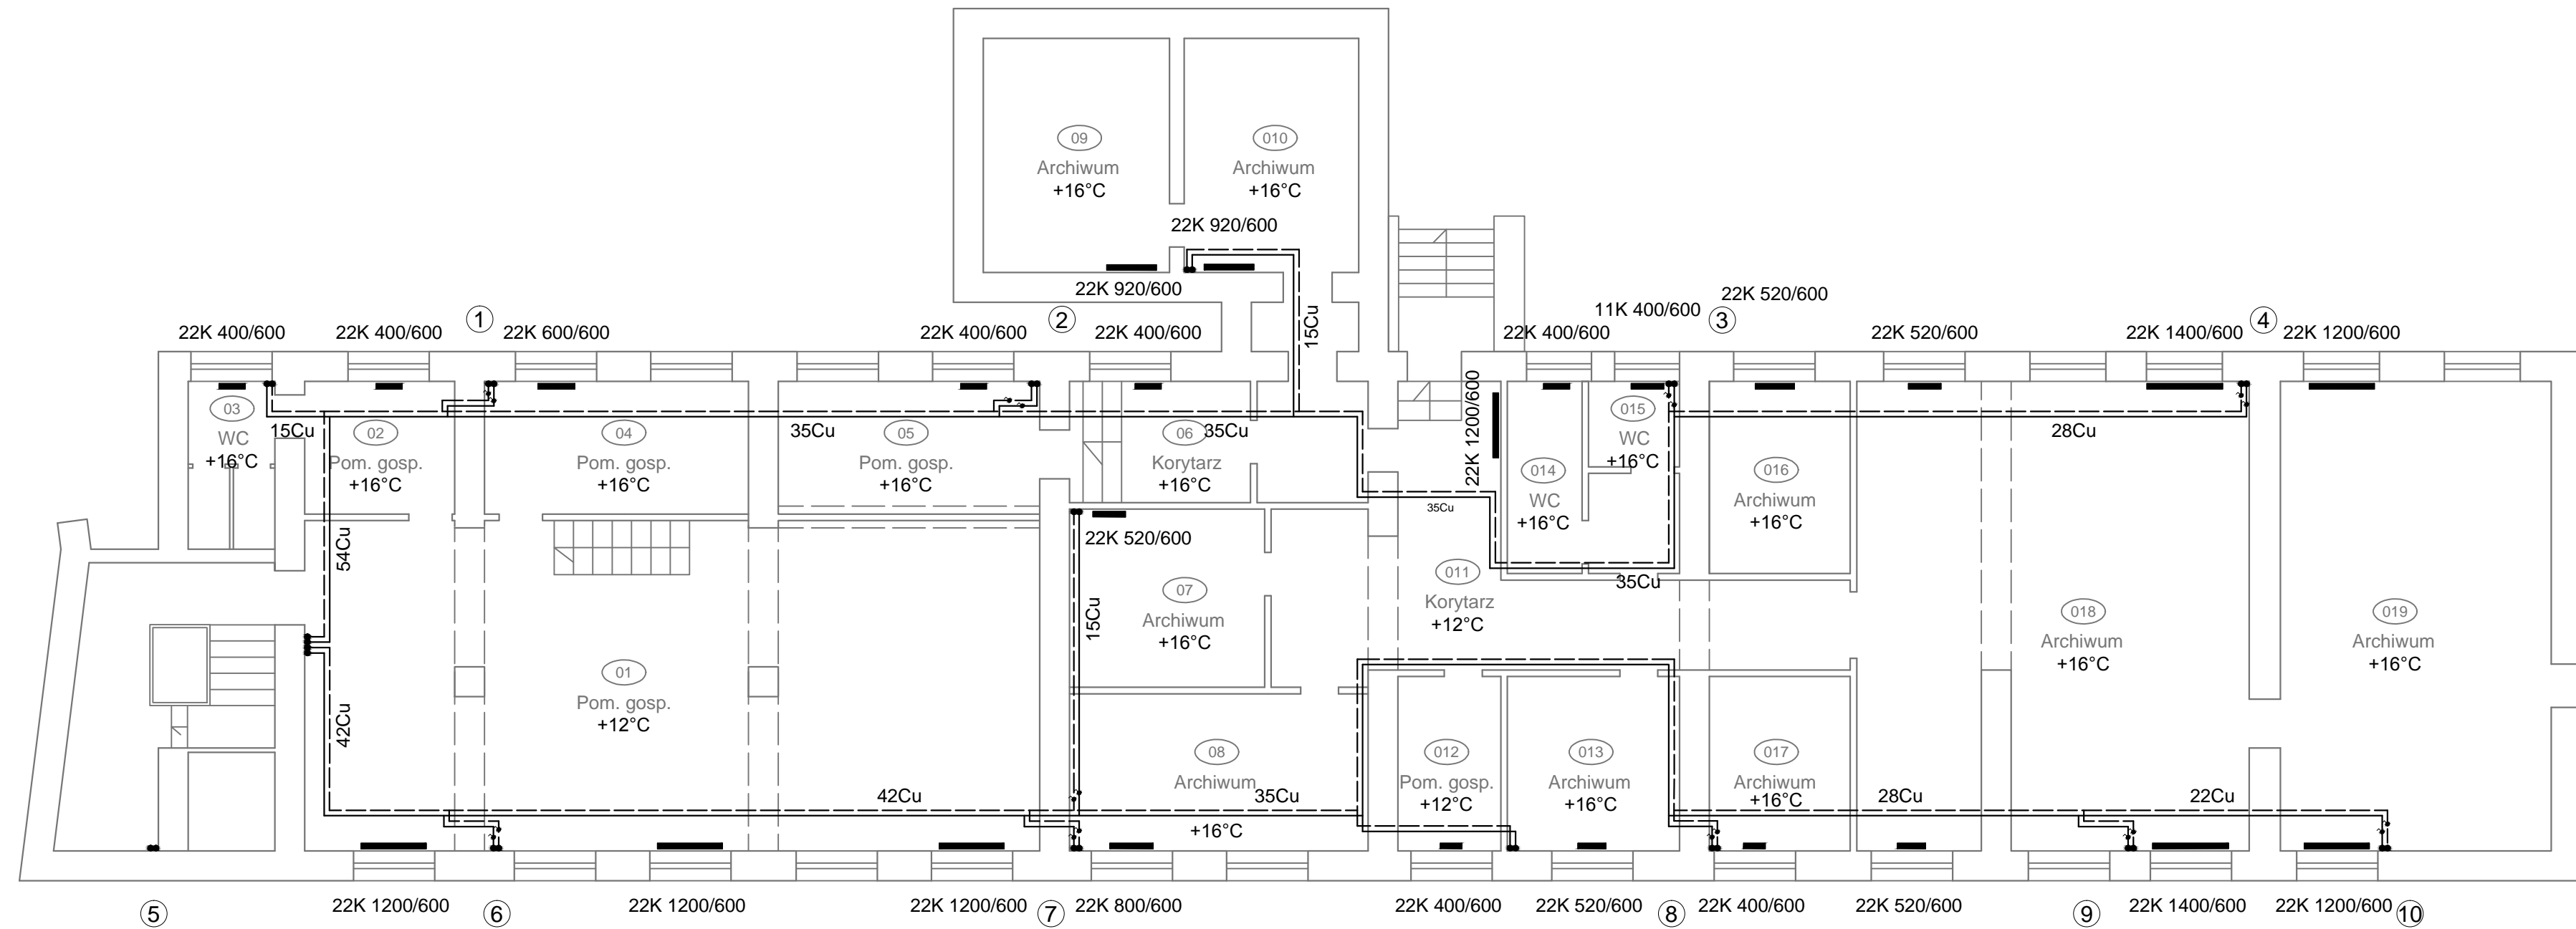 09
Archiwum
+16°C
010
Archiwum
+16°C
22K 920/600
22K 920/600
15Cu
22K 400/600
22K 400/600
1
22K 600/600
22K 400/600
2
22K 400/600
22K 400/600
11K 400/600
22K 520/600
3
22K 520/600
22K 1400/600
4
22K 1200/600
03
WC
+16°C
15Cu
02
Pom. gosp.
+16°C
04
Pom. gosp.
+16°C
35Cu
05
Pom. gosp.
+16°C
06
Korytarz
+16°C
35Cu
22K 1200/600
35Cu
014
WC
+16°C
015
WC
+16°C
016
Archiwum
+16°C
28Cu
54Cu
22K 520/600
07
Archiwum
+16°C
15Cu
011
Korytarz
+12°C
35Cu
018
Archiwum
+16°C
019
Archiwum
+16°C
42Cu
01
Pom. gosp.
+12°C
42Cu
08
Archiwum
35Cu
+16°C
012
Pom. gosp.
+12°C
013
Archiwum
+16°C
017
Archiwum
+16°C
28Cu
22Cu
5
22K 1200/600
6
22K 1200/600
22K 1200/600
7
22K 800/600
22K 400/600
22K 520/600
8
22K 400/600
22K 520/600
9
22K 1400/600
22K 1200/600
10